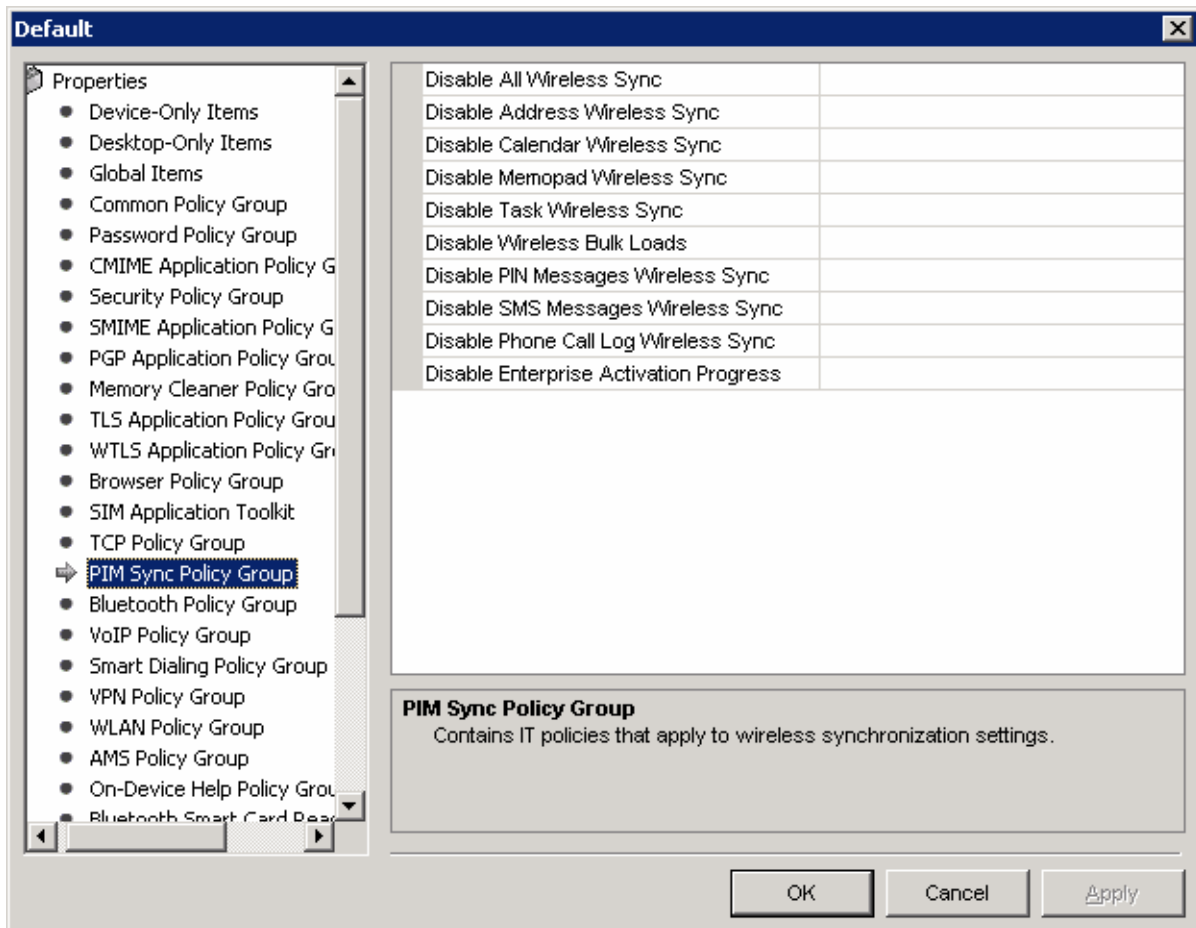 Default
Properties
Device-Only Items
Desktop-Only Items
Global Items
Common Policy Group
Password Policy Group
CMIME Application Policy G
Security Policy Group
SMIME Application Policy G
PGP Application Policy Grou
Memory Cleaner Policy Gro
TLS Application Policy Grou
WTLS Application Policy Gr
Browser Policy Group
SIM Application Toolkit
TCP Policy Group
PIM Sync Policy Group
Bluetooth Policy Group
VoIP Policy Group
Smart Dialing Policy Group
VPN Policy Group
WLAN Policy Group
AMS Policy Group
On-Device Help Policy Grou
Bluetooth Smart Card Read
Disable All Wireless Sync
Disable Address Wireless Sync
Disable Calendar Wireless Sync
Disable Memopad Wireless Sync
Disable Task Wireless Sync
Disable Wireless Bulk Loads
Disable PIN Messages Wireless Sync
Disable SMS Messages Wireless Sync
Disable Phone Call Log Wireless Sync
Disable Enterprise Activation Progress
PIM Sync Policy Group
Contains IT policies that apply to wireless synchronization settings.
OK
Cancel
Apply